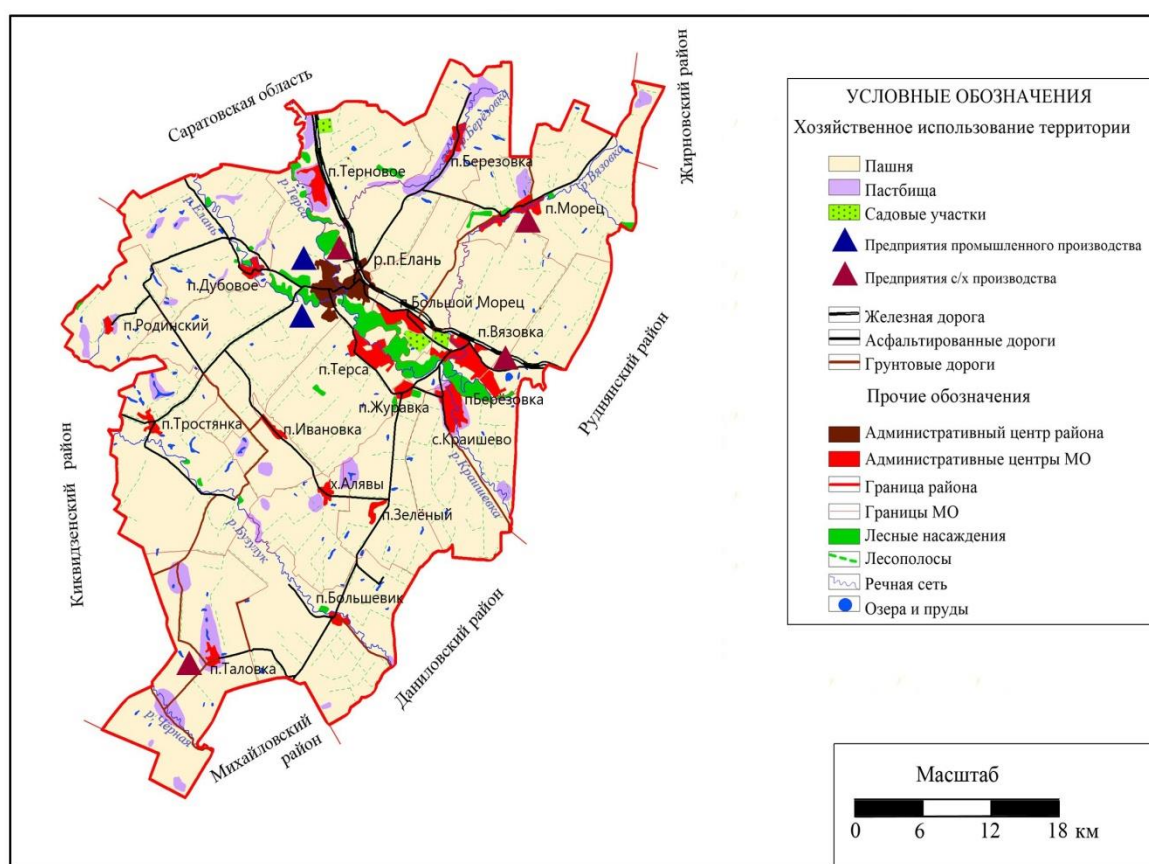 Саратовская область
Жирновский район
р.Березовка
п.Березовка
р.Вязовка
п.Терновое
р.Терса
п.Морец
р.Елань
р.п.Елань
п.Дубовое
п.Большой Морец
п.Родинский
п.Вязовка
Руднянский район
п.Терса
п.Журавка
п.Берёзовка
с.Краишево
п.Тростянка
п.Ивановка
р.Краишевка
х.Алявы
п.Зелёный
Киквидзенский район
р.Бузулук
п.Большевик
Даниловский район
п.Таловка
р.Чёрная
Михайловский
район
УСЛОВНЫЕ ОБОЗНАЧЕНИЯ
Хозяйственное использование территории
Пашня
Пастбища
Садовые участки
Предприятия промышленного производства
Предприятия с/х производства
Железная дорога
Асфальтированные дороги
Грунтовые дороги
Прочие обозначения
Административный центр района
Административные центры МО
Граница района
Границы МО
Лесные насаждения
Лесополосы
Речная сеть
Озера и пруды
Масштаб
0 6 12 18 км